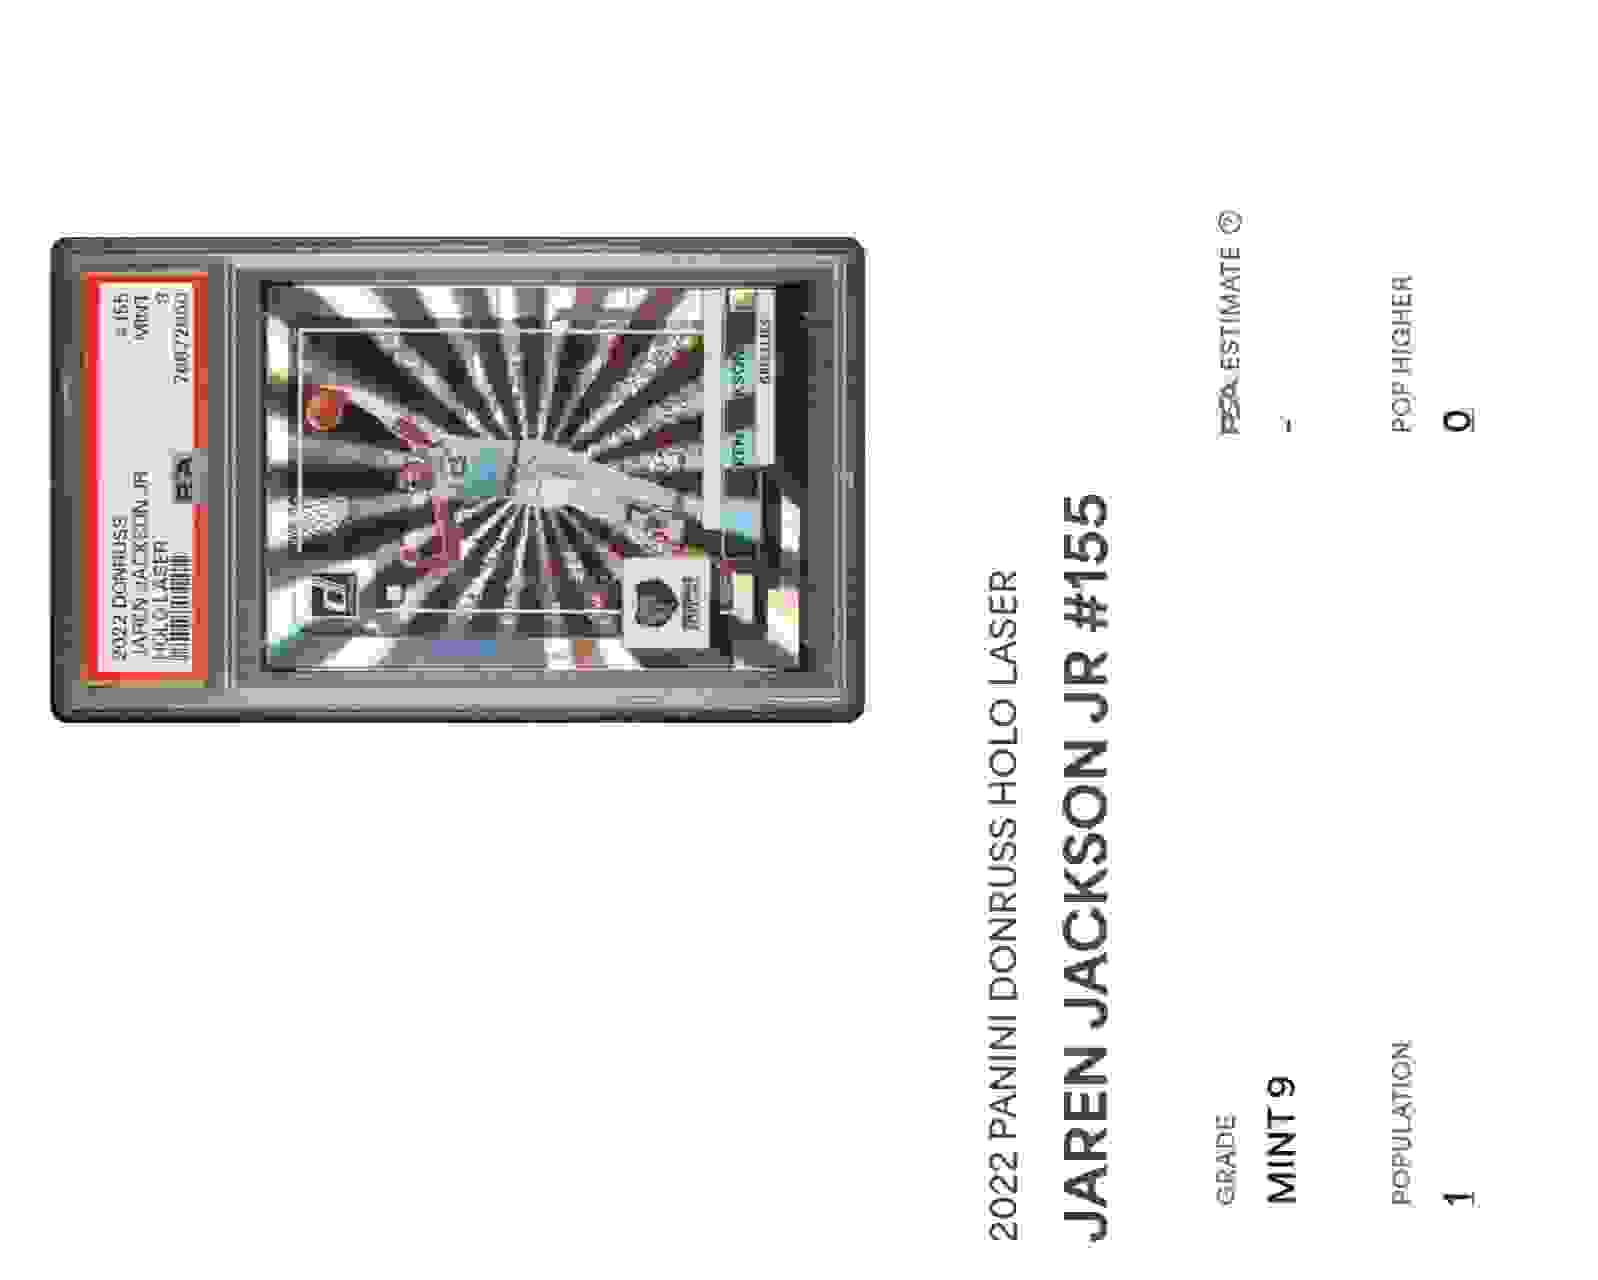 2022 DONRUSS #155
JAREN JACKSON JR MINT
HOLO LASER 9
PSA
2022 PANINI DONRUSS HOLO LASER
JAREN JACKSON JR #155
GRADE
MINT 9
PSA ESTIMATE ?
-
POPULATION
1
POP HIGHER
0